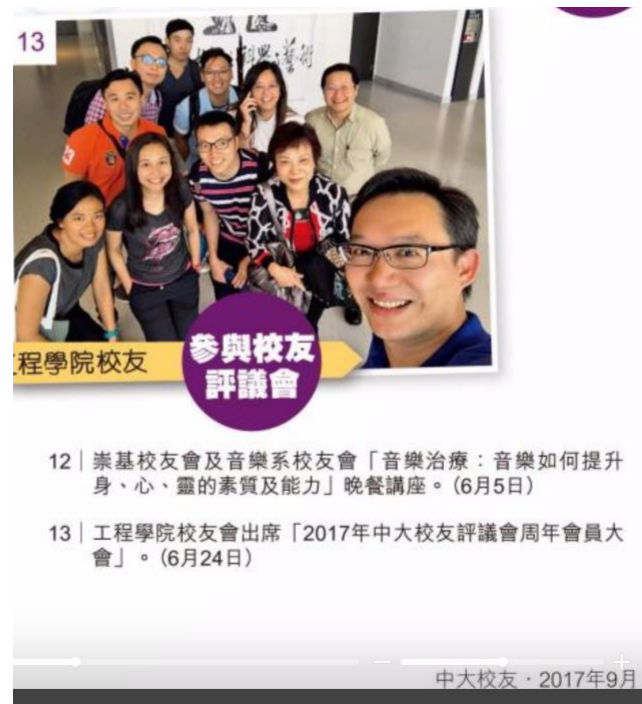 13
科學·藝術
程學院校友
參與校友
評議會
12｜崇基校友會及音樂系校友會「音樂治療：音樂如何提升
身、心、靈的素質及能力」晚餐講座。(6月5日)
13｜工程學院校友會出席「2017年中大校友評議會周年會員大
會」。(6月24日)
中大校友·2017年9月